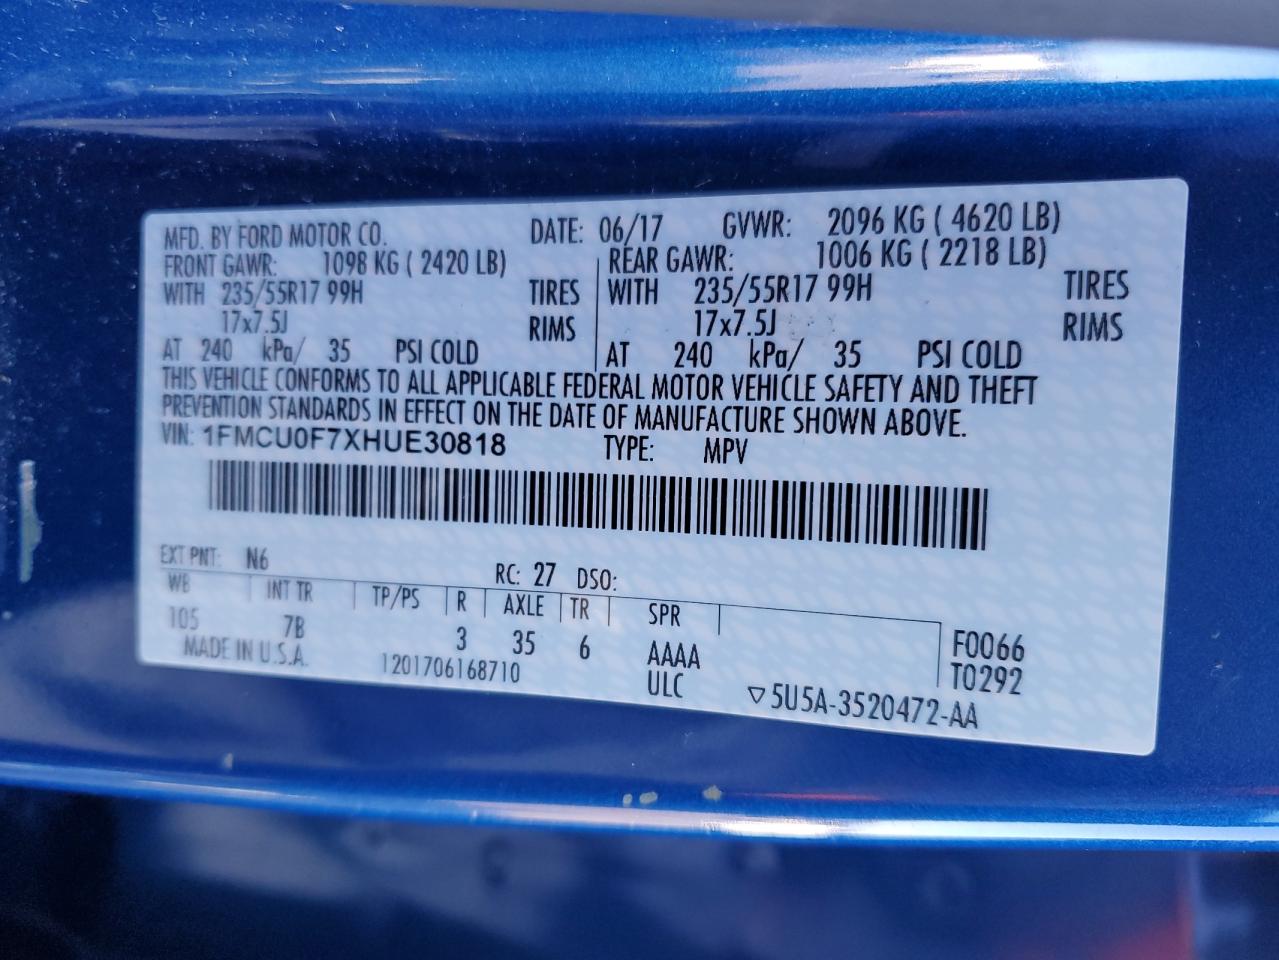 MFD. BY FORD MOTOR CO. DATE: 06/17 GVWR: 2096 KG ( 4620 LB)
FRONT GAWR: 1098 KG ( 2420 LB) REAR GAWR: 1006 KG ( 2218 LB)
WITH 235/55R17 99H TIRES WITH 235/55R17 99H TIRES
17x7.5J RIMS 17x7.5J RIMS
AT 240 kPa/ 35 PSI COLD AT 240 kPa/ 35 PSI COLD
THIS VEHICLE CONFORMS TO ALL APPLICABLE FEDERAL MOTOR VEHICLE SAFETY AND THEFT
PREVENTION STANDARDS IN EFFECT ON THE DATE OF MANUFACTURE SHOWN ABOVE.
VIN: 1FMCU0F7XHUE30818 TYPE: MPV
EXT PNT: N6 RC: 27 DSO:
WB INT TR TP/PS R AXLE TR SPR
105 7B 3 35 6 AAAA F0066
MADE IN U.S.A. 1201706168710 ULC T0292
▽5U5A-3520472-AA